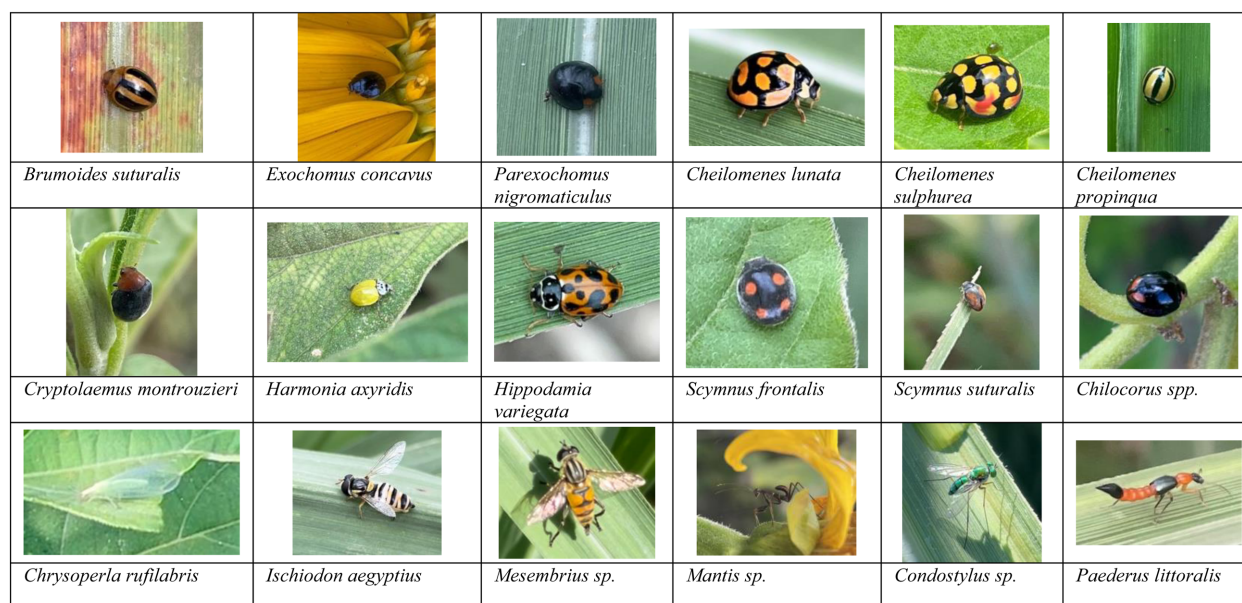 Brumoides suturalis
Exochomus concavus
Parexochomus
nigromaticulus
Cheilomenes lunata
Cheilomenes
sulphurea
Cheilomenes
propinqua
Cryptolaemus montrouzieri
Harmonia axyridis
Hippodamia
variegata
Scymnus frontalis
Scymnus suturalis
Chilocorus spp.
Chrysoperla rufilabris
Ischiodon aegyptius
Mesembrius sp.
Mantis sp.
Condostylus sp.
Paederus littoralis